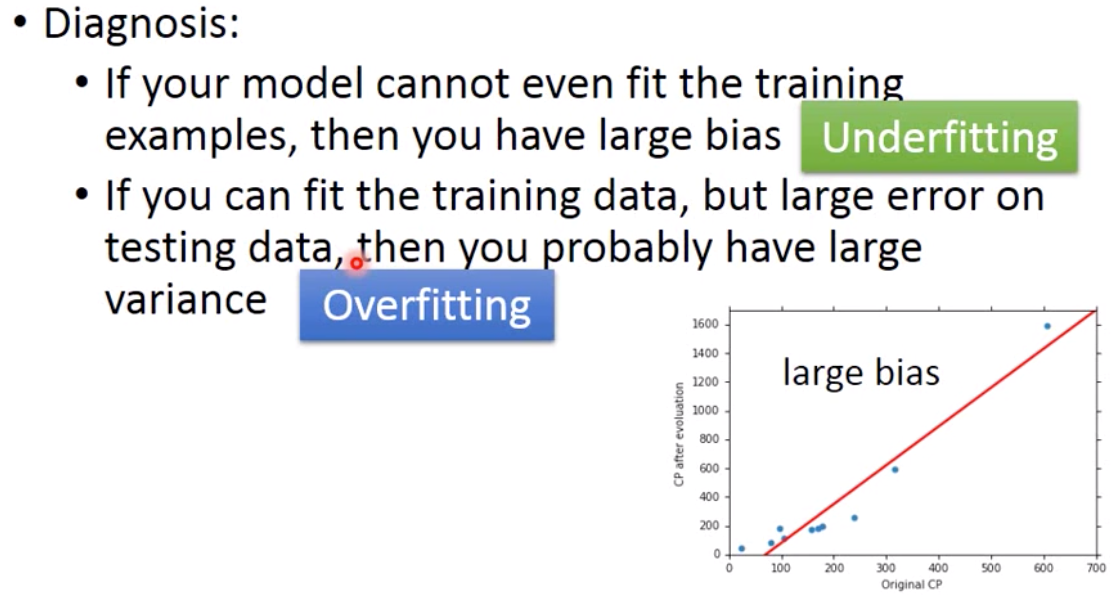 • Diagnosis:
• If your model cannot even fit the training
examples, then you have large bias Underfitting
• If you can fit the training data, but large error on
testing data, then you probably have large
variance Overfitting
large bias
CP after evoluation
1600
1400
1200
1000
800
600
400
200
0
0 100 200 300 400 500 600 700
Original CP